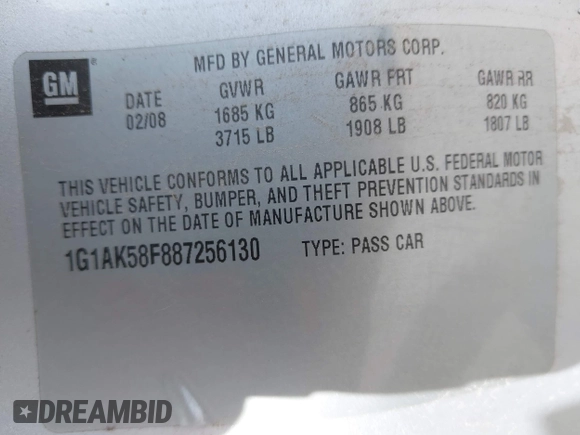 MFD BY GENERAL MOTORS CORP.
GM ®
DATE GVWR GAWR FRT GAWR RR
02/08 1685 KG 865 KG 820 KG
3715 LB 1908 LB 1807 LB
THIS VEHICLE CONFORMS TO ALL APPLICABLE U.S. FEDERAL MOTOR
VEHICLE SAFETY, BUMPER, AND THEFT PREVENTION STANDARDS IN
EFFECT ON THE DATE OF MANUFACTURE SHOWN ABOVE.
1G1AK58F887256130 TYPE: PASS CAR
DREAMBID